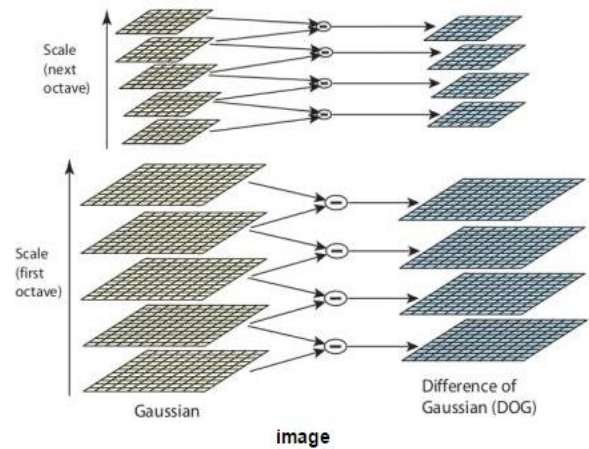 Scale
(next
octave)
Scale
(first
octave)
Gaussian
Difference of
Gaussian (DOG)
image